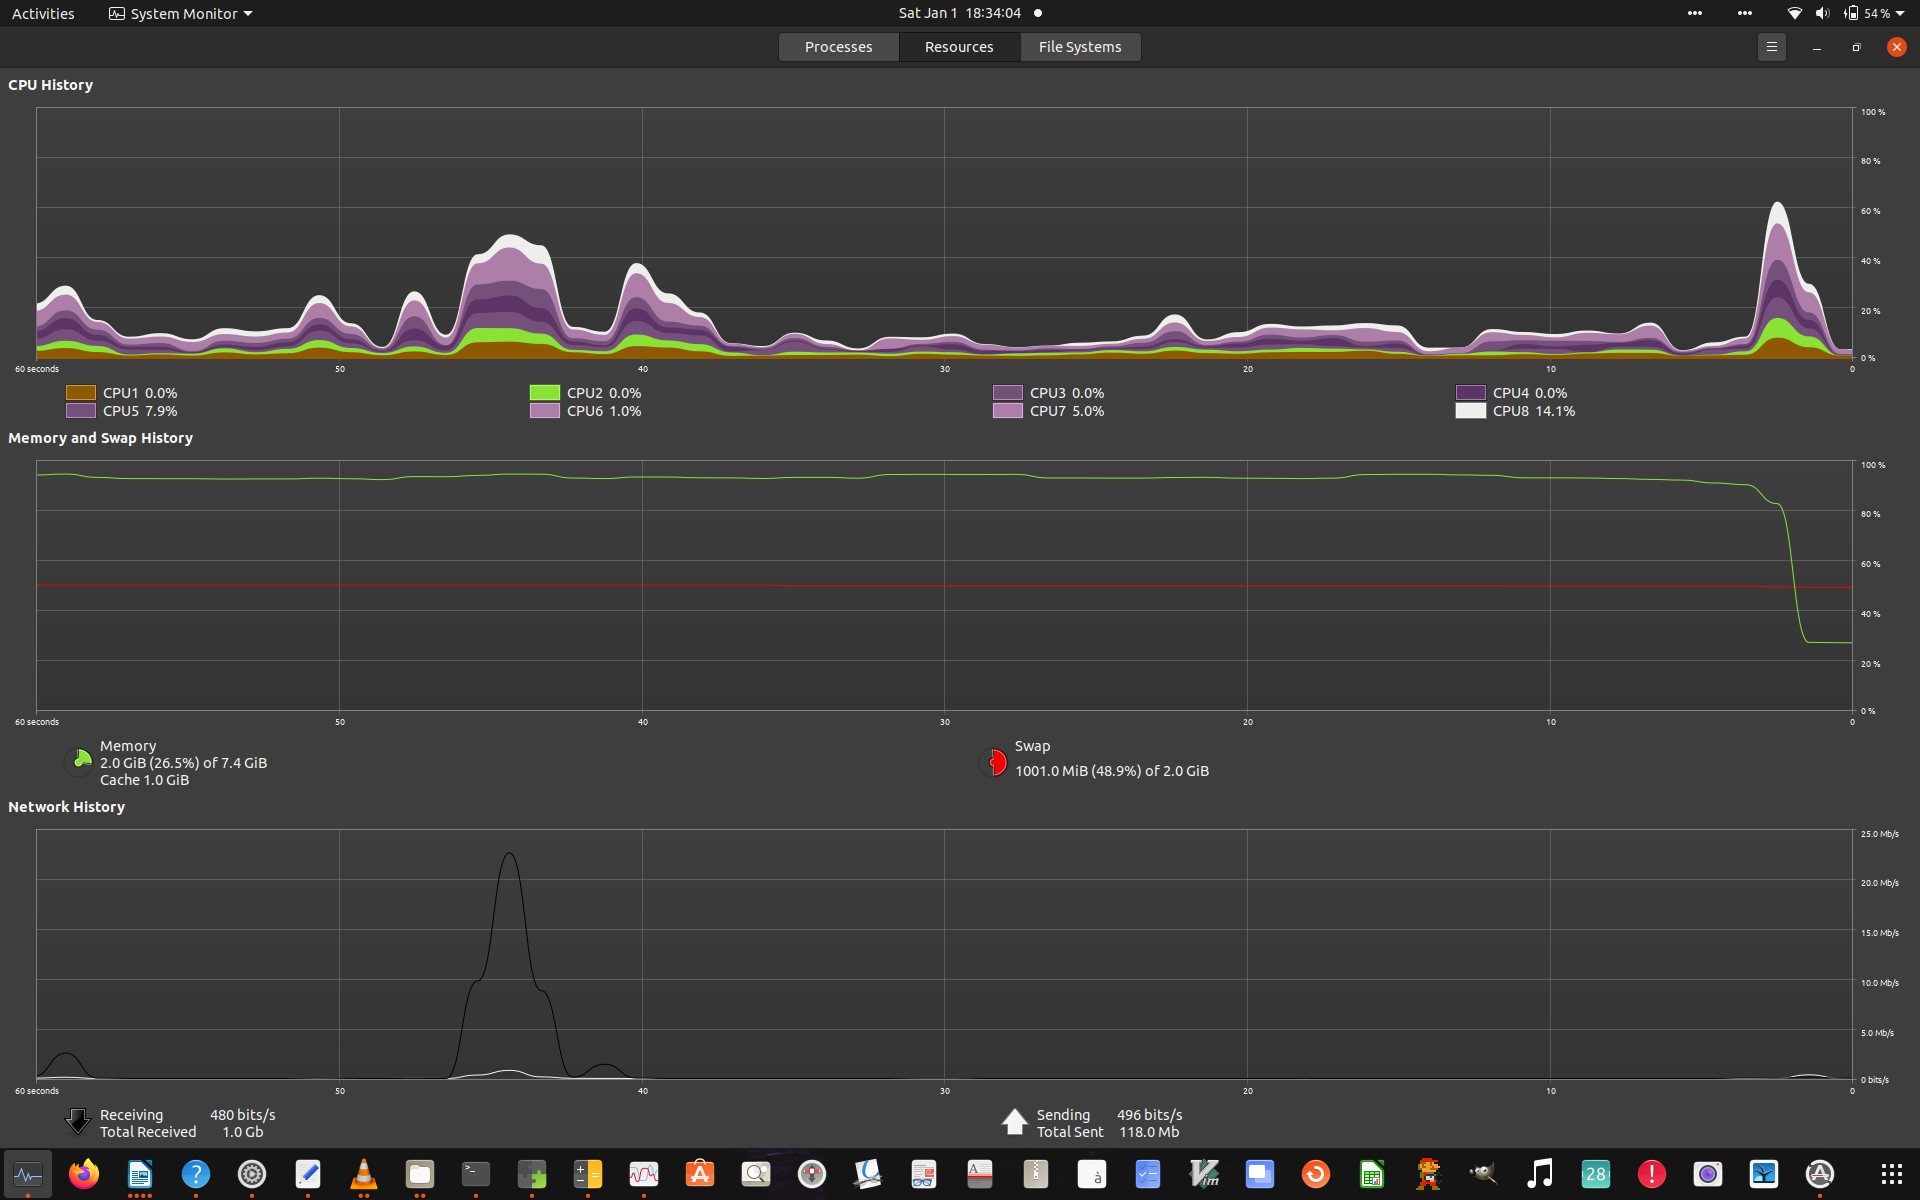 Activities System Monitor Sat Jan 1 18:34:04 54 %
Processes Resources File Systems
CPU History
100 %
80 %
60 %
40 %
20 %
0 %
60 seconds 50 40 30 20 10 0
CPU1 0.0% CPU2 0.0% CPU3 0.0% CPU4 0.0%
CPU5 7.9% CPU6 1.0% CPU7 5.0% CPU8 14.1%
Memory and Swap History
100 %
80 %
60 %
40 %
20 %
0 %
60 seconds 50 40 30 20 10 0
Memory
2.0 GiB (26.5%) of 7.4 GiB
Cache 1.0 GiB
Swap
1001.0 MiB (48.9%) of 2.0 GiB
Network History
25.0 Mb/s
20.0 Mb/s
15.0 Mb/s
10.0 Mb/s
5.0 Mb/s
0 bits/s
60 seconds 50 40 30 20 10 0
Receiving 480 bits/s
Total Received 1.0 Gb
Sending 496 bits/s
Total Sent 118.0 Mb
? >_ A à Vim 28 !